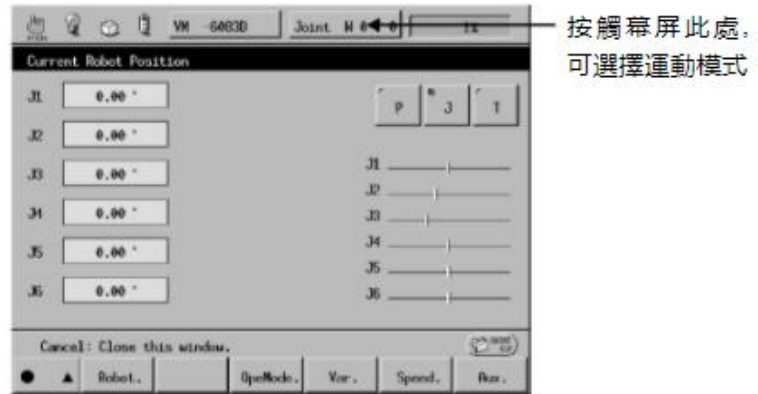 VM -6083D
Joint W 0 0
1%
Current Robot Position
J1 0.00 °
J2 0.00 °
J3 0.00 °
J4 0.00 °
J5 0.00 °
J6 0.00 °
P J T
J1
J2
J3
J4
J5
J6
Cancel: Close this window.
Robot. OpeMode. Var. Speed. Aux.
按觸幕屏此處,
可選擇運動模式